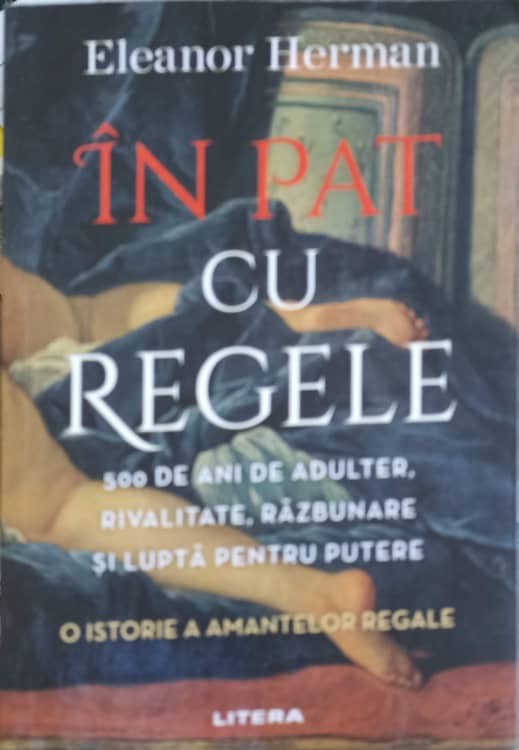 Eleanor Herman
ÎN PAT
CU
REGELE
500 DE ANI DE ADULTER,
RIVALITATE, RĂZBUNARE
ȘI LUPTĂ PENTRU PUTERE
O ISTORIE A AMANTELOR REGALE
LITERA